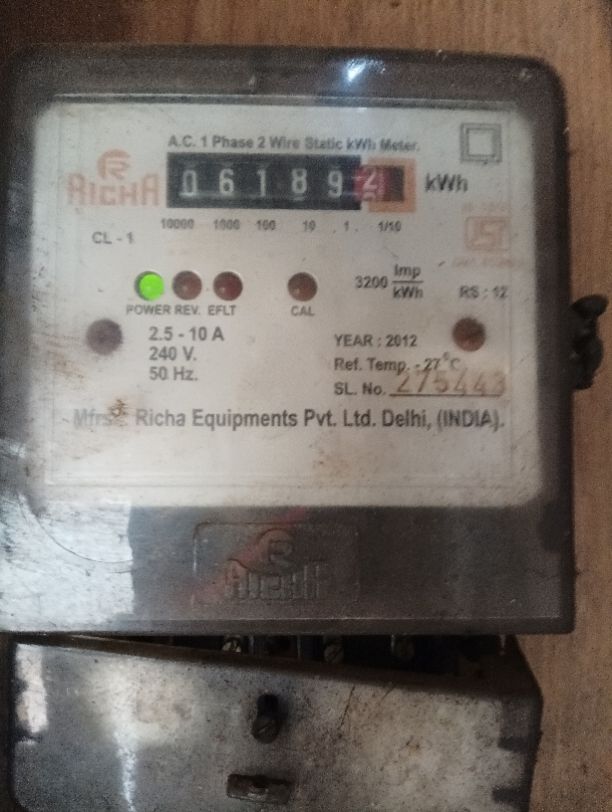 A.C. 1 Phase 2 Wire Static kWh Meter.
RICHA
0 6 1 8 9 2 kWh
10000 1000 100 10 1 1/10
CL - 1
ISI
3200 Imp/kWh
RS : 12
POWER REV. EFLT CAL
2.5 - 10 A
240 V.
50 Hz.
YEAR : 2012
Ref. Temp. - 27°C
SL. No. 275443
Mfrs : Richa Equipments Pvt. Ltd. Delhi, (INDIA).
RICHA